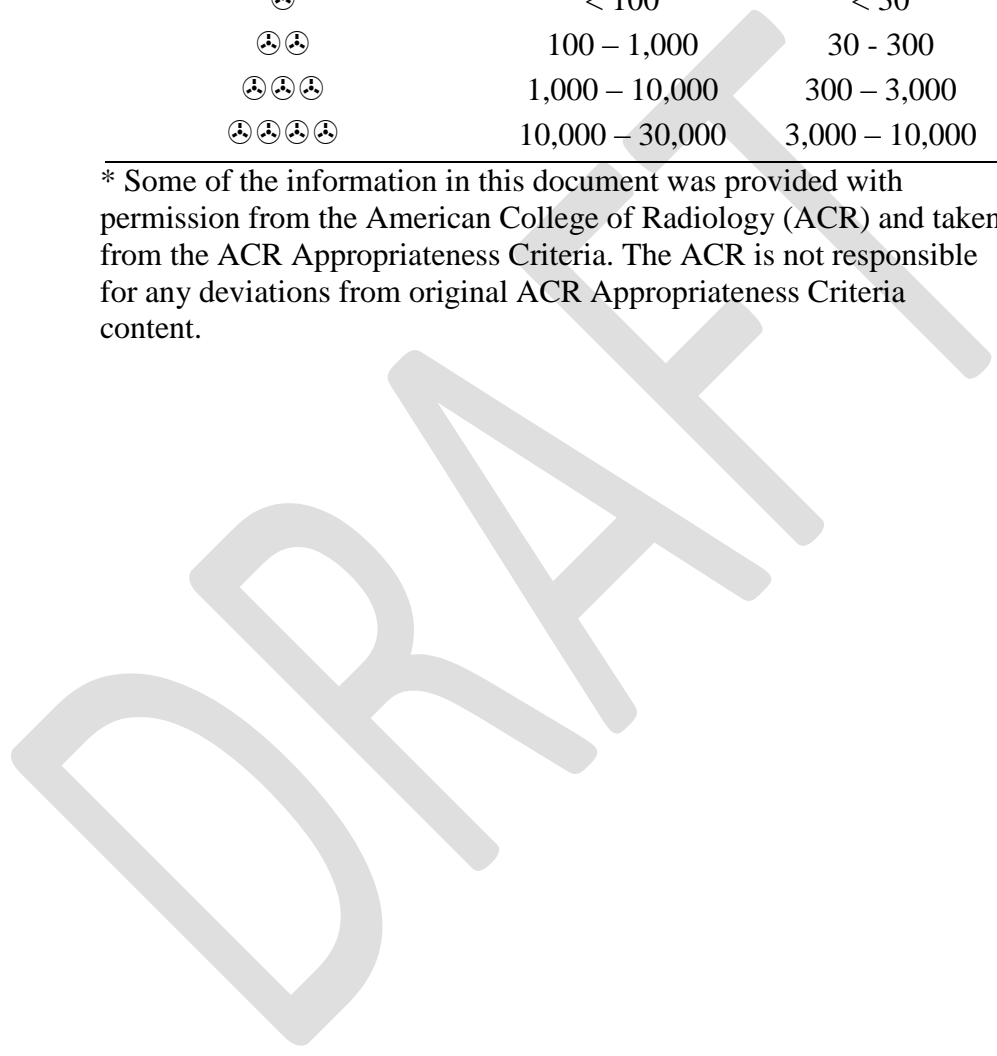 ✇ < 100 < 30
✇✇ 100 – 1,000 30 - 300
✇✇✇ 1,000 – 10,000 300 – 3,000
✇✇✇✇ 10,000 – 30,000 3,000 – 10,000
* Some of the information in this document was provided with
permission from the American College of Radiology (ACR) and taken
from the ACR Appropriateness Criteria. The ACR is not responsible
for any deviations from original ACR Appropriateness Criteria
content.
DRAFT